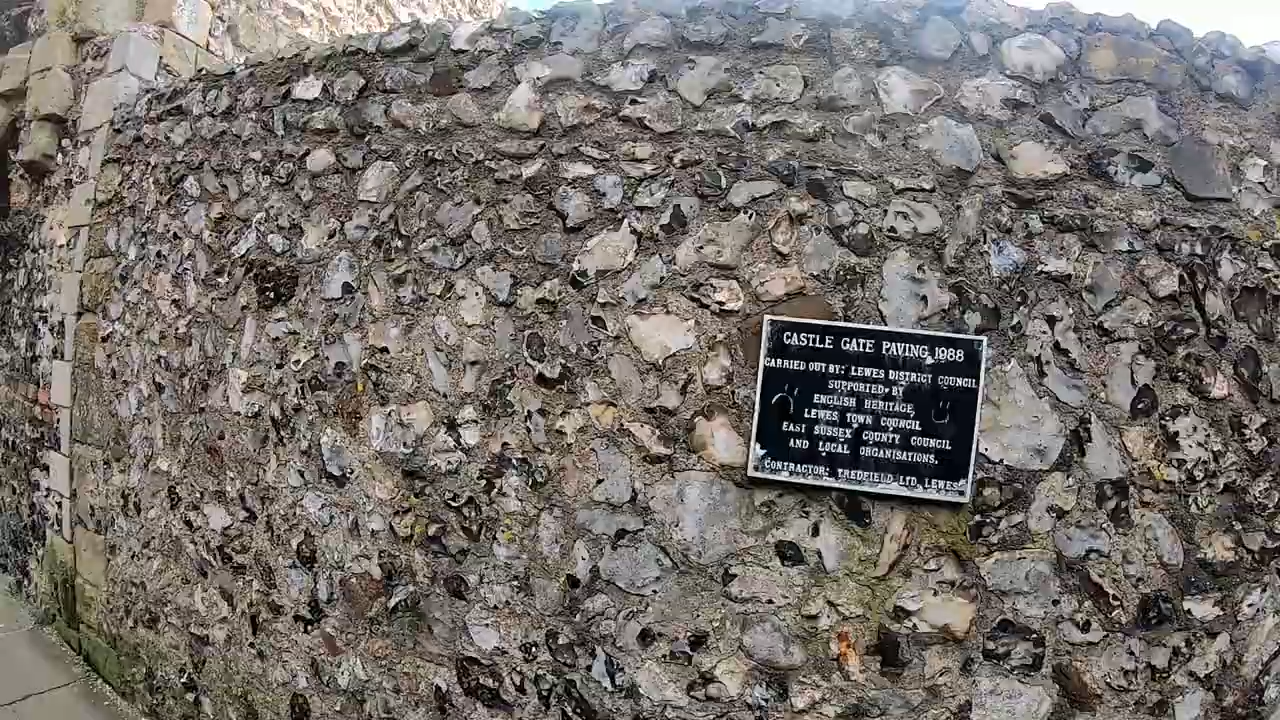 CASTLE GATE PAVING 1988
CARRIED OUT BY: LEWES DISTRICT COUNCIL
SUPPORTED BY
ENGLISH HERITAGE,
LEWES TOWN COUNCIL
EAST SUSSEX COUNTY COUNCIL
AND LOCAL ORGANISATIONS.
CONTRACTOR: TREDFIELD LTD. LEWES